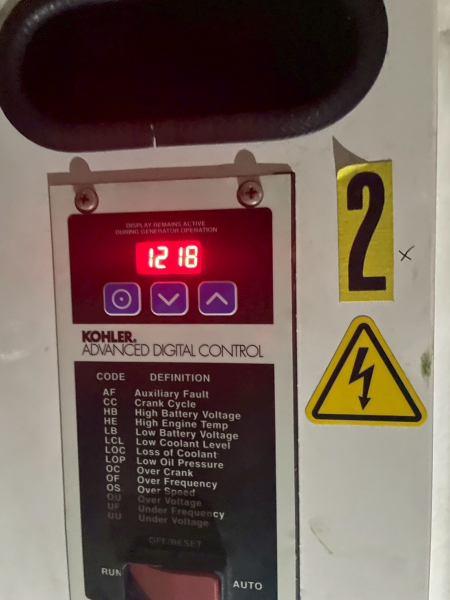 DISPLAY REMAINS ACTIVE
DURING GENERATOR OPERATION
1218
2
x
KOHLER.
ADVANCED DIGITAL CONTROL
CODE DEFINITION
AF Auxiliary Fault
CC Crank Cycle
HB High Battery Voltage
HE High Engine Temp
LB Low Battery Voltage
LCL Low Coolant Level
LOC Loss of Coolant
LOP Low Oil Pressure
OC Over Crank
OF Over Frequency
OS Over Speed
OU Over Voltage
UF Under Frequency
UU Under Voltage
OFF/RESET
RUN AUTO